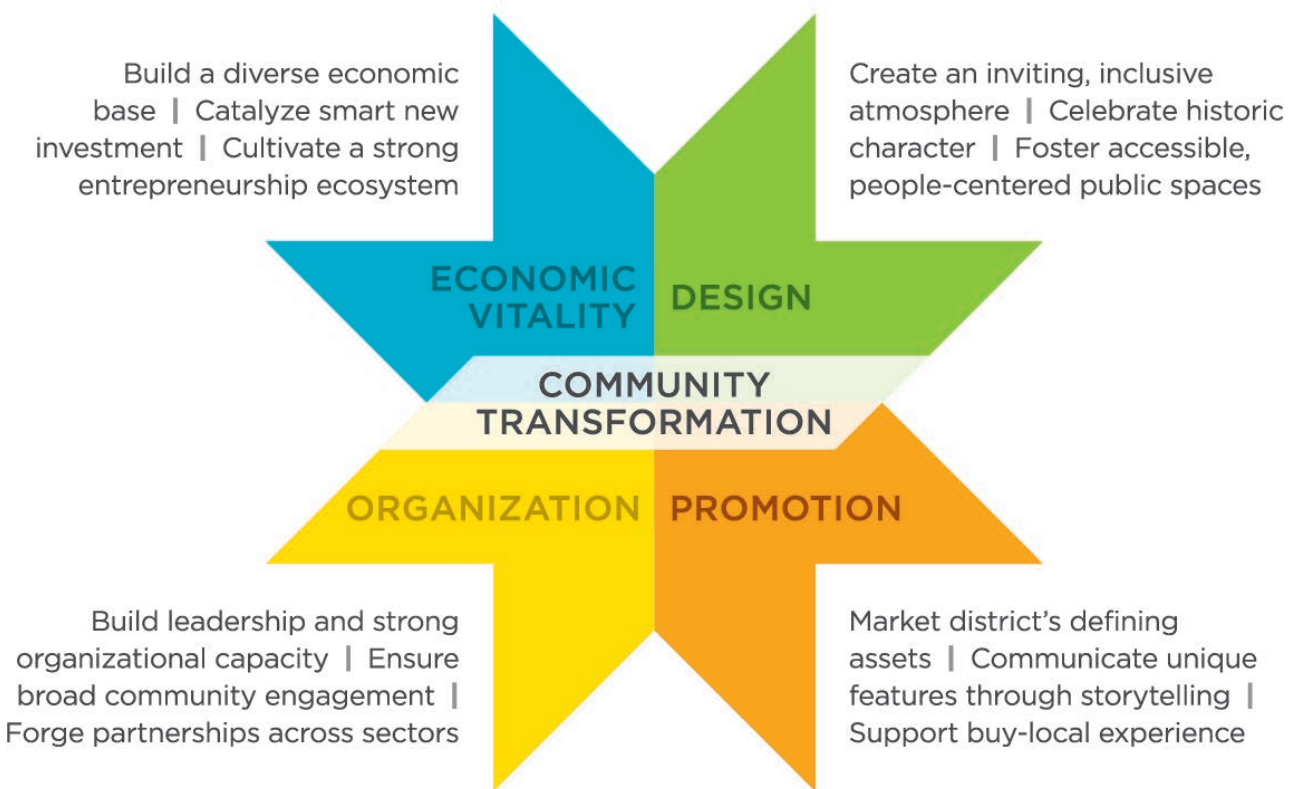 Build a diverse economic
base | Catalyze smart new
investment | Cultivate a strong
entrepreneurship ecosystem
Create an inviting, inclusive
atmosphere | Celebrate historic
character | Foster accessible,
people-centered public spaces
ECONOMIC
VITALITY
DESIGN
COMMUNITY
TRANSFORMATION
ORGANIZATION
PROMOTION
Build leadership and strong
organizational capacity | Ensure
broad community engagement |
Forge partnerships across sectors
Market district’s defining
assets | Communicate unique
features through storytelling |
Support buy-local experience